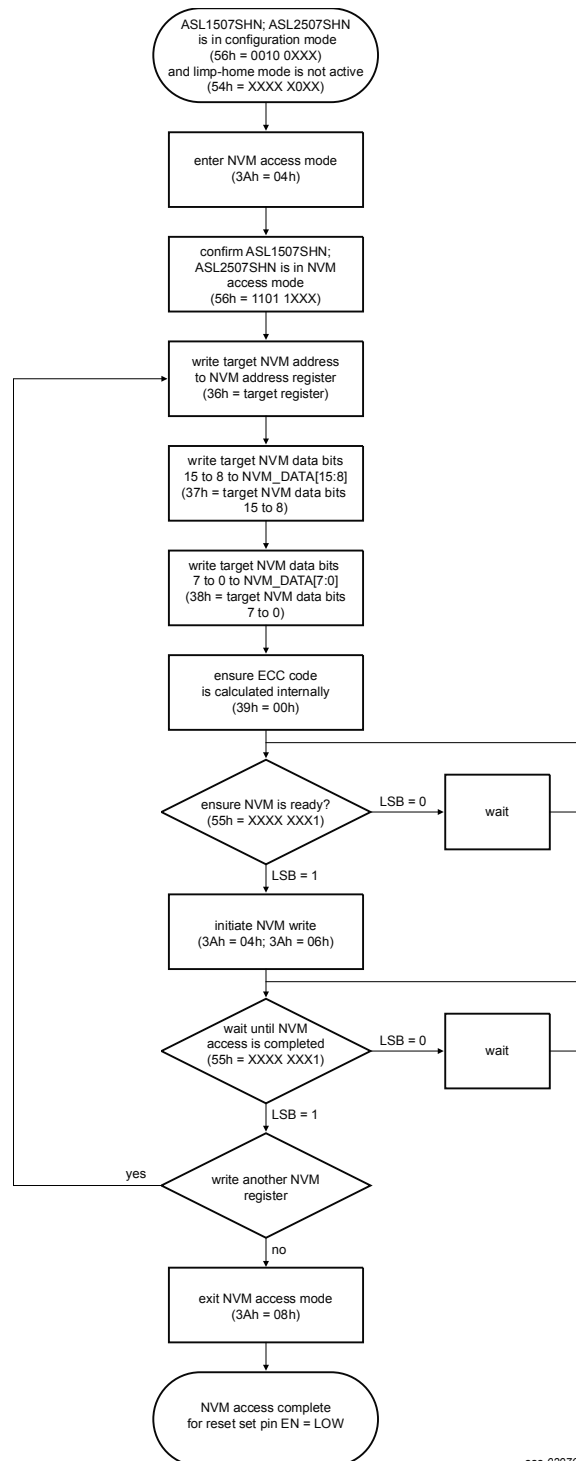 ASL1507SHN; ASL2507SHN
is in configuration mode
(56h = 0010 0XXX)
and limp-home mode is not active
(54h = XXXX X0XX)
enter NVM access mode
(3Ah = 04h)
confirm ASL1507SHN;
ASL2507SHN is in NVM
access mode
(56h = 1101 1XXX)
write target NVM address
to NVM address register
(36h = target register)
write target NVM data bits
15 to 8 to NVM_DATA[15:8]
(37h = target NVM data bits
15 to 8)
write target NVM data bits
7 to 0 to NVM_DATA[7:0]
(38h = target NVM data bits
7 to 0)
ensure ECC code
is calculated internally
(39h = 00h)
ensure NVM is ready?
(55h = XXXX XXX1)
LSB = 0
wait
LSB = 1
initiate NVM write
(3Ah = 04h; 3Ah = 06h)
wait until NVM
access is completed
(55h = XXXX XXX1)
LSB = 0
wait
LSB = 1
yes
write another NVM
register
no
exit NVM access mode
(3Ah = 08h)
NVM access complete
for reset set pin EN = LOW